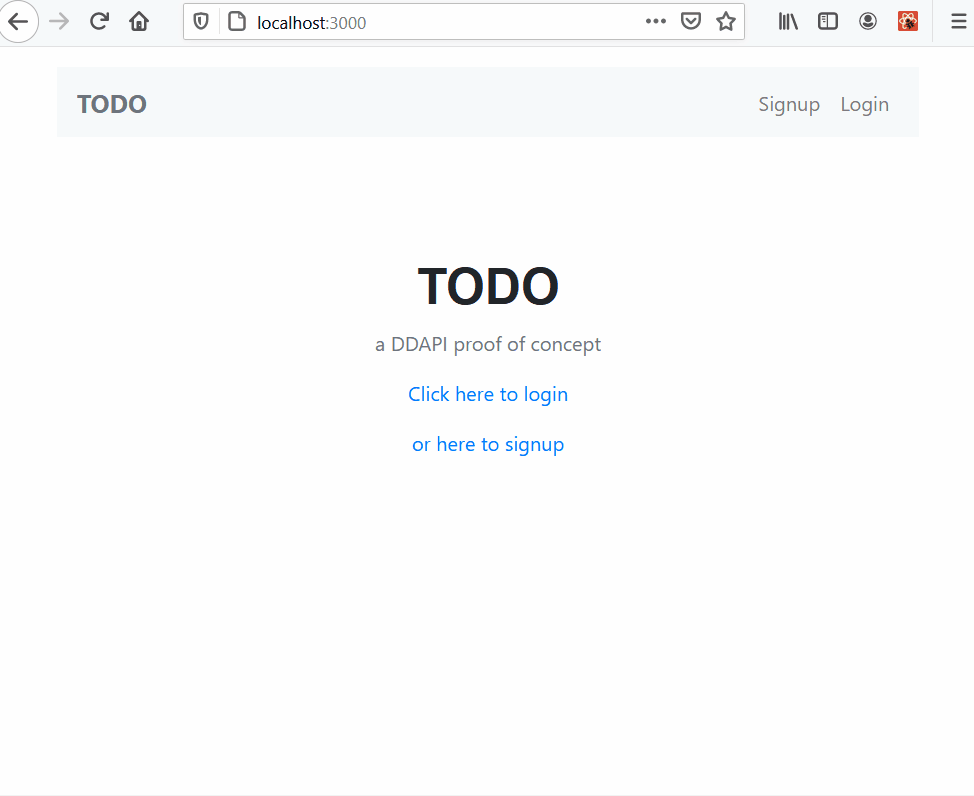 localhost:3000
TODO Signup Login
TODO
a DDAPI proof of concept
Click here to login
or here to signup